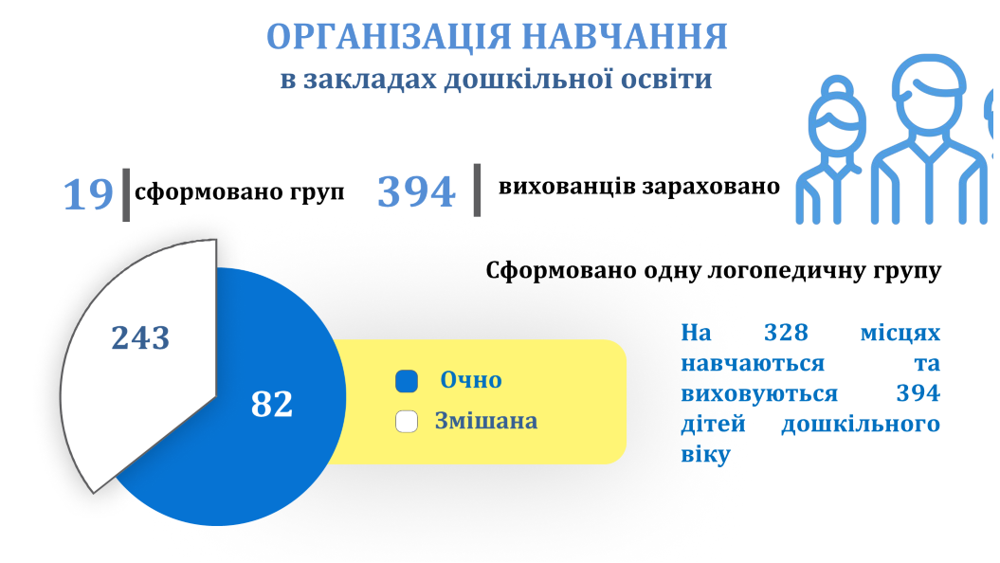 ОРГАНІЗАЦІЯ НАВЧАННЯ
в закладах дошкільної освіти
19 сформовано груп
394 вихованців зараховано
Сформовано одну логопедичну групу
243
82
Очно
Змішана
На 328 місцях
навчаються та
виховуються 394
дітей дошкільного
віку